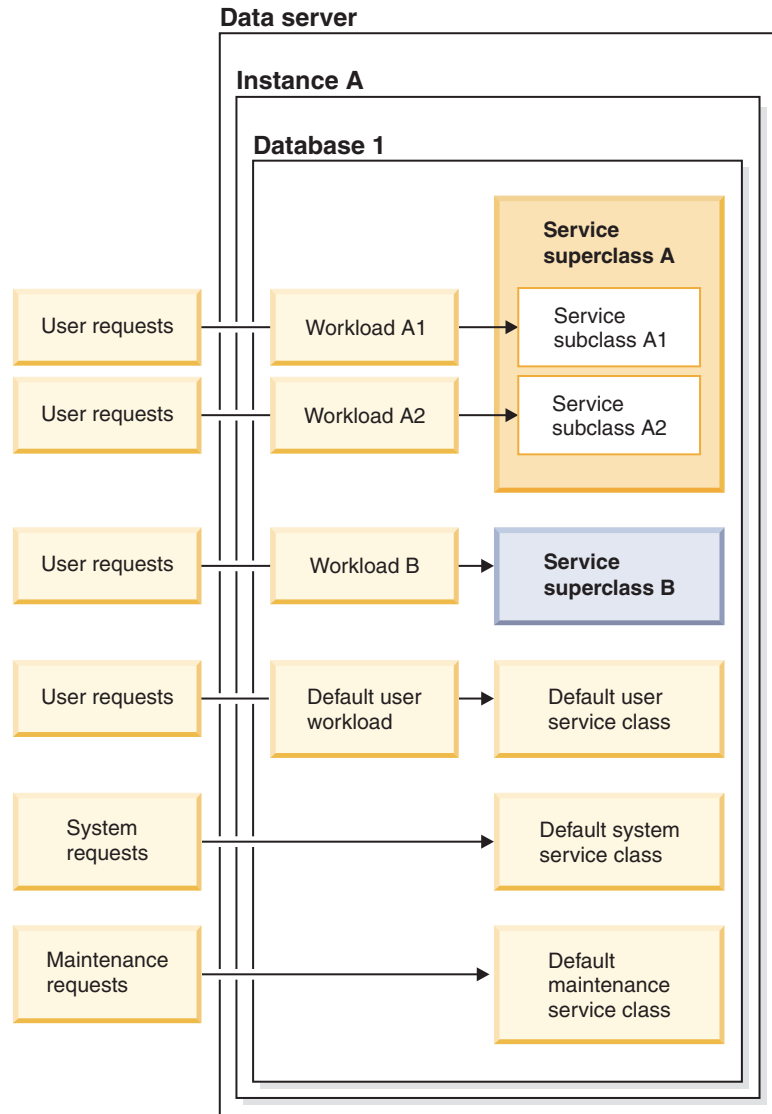 Data server
Instance A
Database 1
Service
superclass A
User requests
Workload A1
Service
subclass A1
User requests
Workload A2
Service
subclass A2
User requests
Workload B
Service
superclass B
User requests
Default user
workload
Default user
service class
System
requests
Default system
service class
Maintenance
requests
Default
maintenance
service class